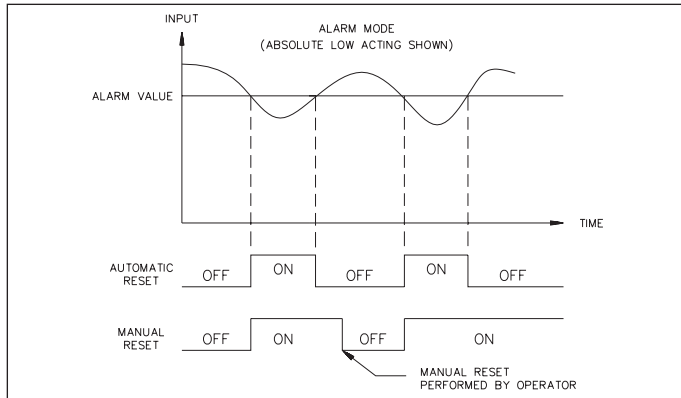 INPUT
ALARM MODE
(ABSOLUTE LOW ACTING SHOWN)
ALARM VALUE
TIME
AUTOMATIC
RESET
OFF
ON
OFF
ON
OFF
MANUAL
RESET
OFF
ON
OFF
ON
MANUAL RESET
PERFORMED BY OPERATOR